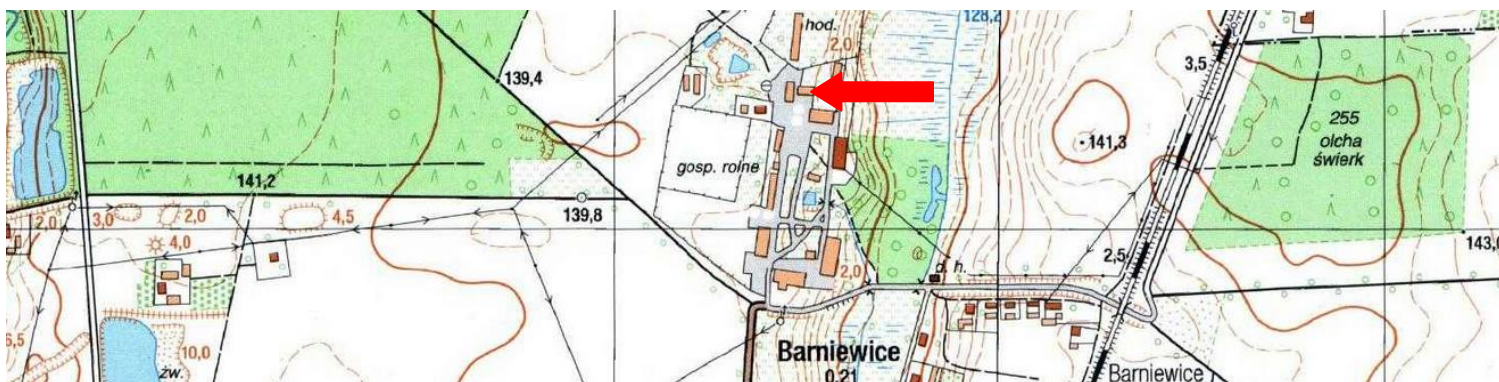 hod.
128,2
2,0
3,5
139,4
255
olcha
świerk
141,3
gosp. rolne
141,2
139,8
2,0
3,0
2,0
4,5
4,0
2,5
143,
2,0
d. h.
6,5
10,0
żw.
Barniewice
0.21
Barniewice